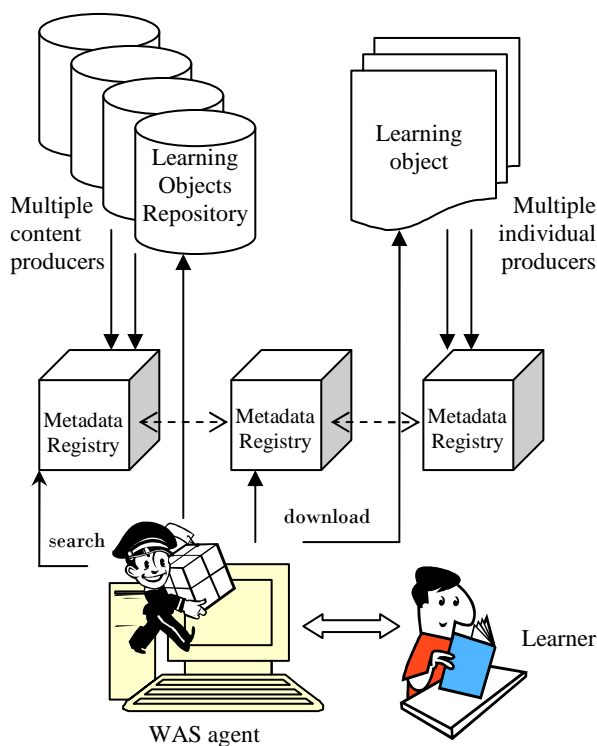 Learning
Objects
Repository
Learning
object
Multiple
content
producers
Multiple
individual
producers
Metadata
Registry
Metadata
Registry
Metadata
Registry
search
download
Learner
WAS agent